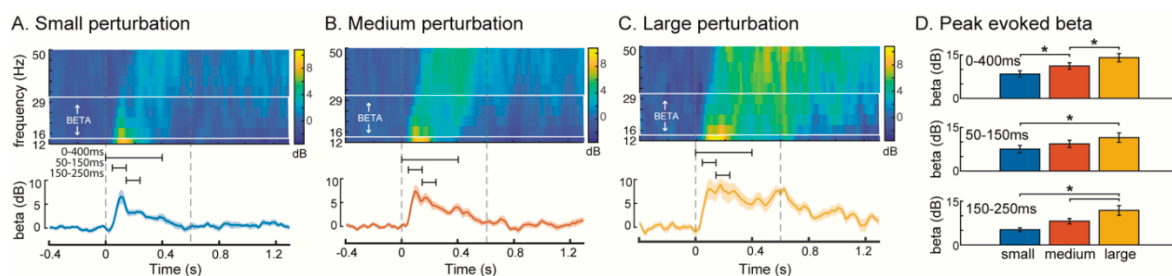 A. Small perturbation
B. Medium perturbation
C. Large perturbation
D. Peak evoked beta
frequency (Hz)
50
29
16
12
BETA
8
4
0
dB
50
29
16
12
BETA
8
4
0
dB
50
29
16
12
BETA
8
4
0
dB
0-400ms
50-150ms
150-250ms
beta (dB)
10
5
0
-0.4 0 0.4 0.8 1.2
Time (s)
10
5
0
-0.4 0 0.4 0.8 1.2
Time (s)
10
5
0
-0.4 0 0.4 0.8 1.2
Time (s)
beta (dB)
15
0
0-400ms
* *
beta (dB)
15
0
50-150ms
*
beta (dB)
15
0
150-250ms
*
small medium large